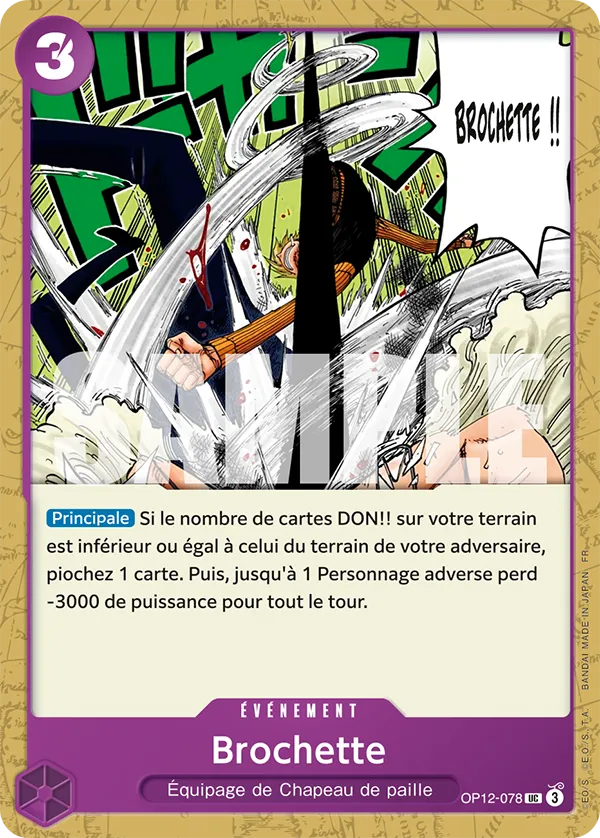 3
BROCHETTE !!
SAMPLE
Principale Si le nombre de cartes DON!! sur votre terrain
est inférieur ou égal à celui du terrain de votre adversaire,
piochez 1 carte. Puis, jusqu'à 1 Personnage adverse perd
-3000 de puissance pour tout le tour.
ÉVÉNEMENT
Brochette
Équipage de Chapeau de paille
OP12-078 UC 3
©E.O./S. ©E.O./S.,T.A. BANDAI MADE IN JAPAN FR